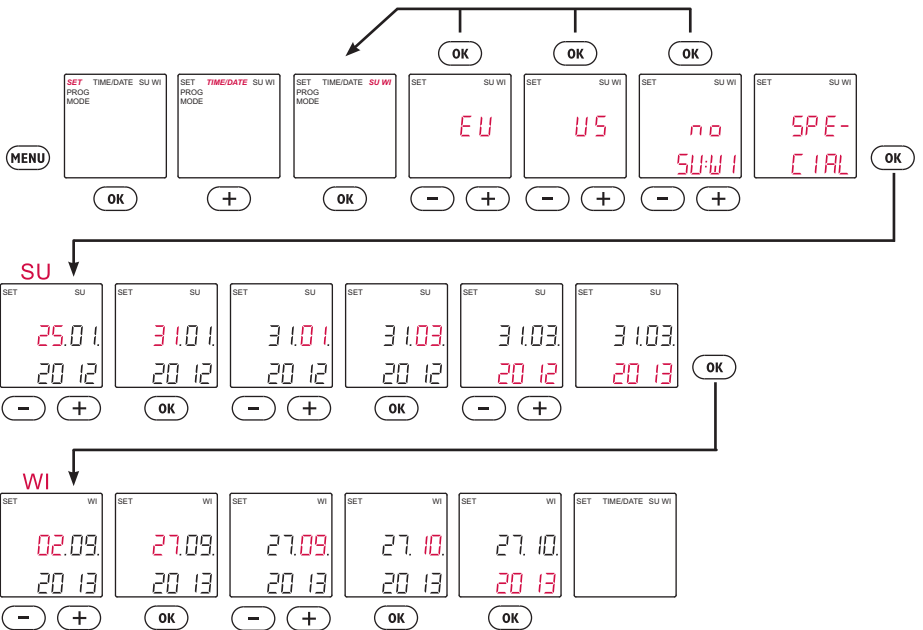 OK OK OK
SET TIME/DATE SU WI
PROG
MODE
SET TIME/DATE SU WI
PROG
MODE
SET TIME/DATE SU WI
PROG
MODE
SET SU WI
EU
SET SU WI
US
SET SU WI
no
SU:WI
SET SU WI
SPE-
CIAL
MENU
OK
OK + OK - + - + - +
SU
SET SU
25.01.
2012
SET SU
31.01.
2012
SET SU
31.01.
2012
SET SU
31.03.
2012
SET SU
31.03.
2012
SET SU
31.03.
2013
OK
- + OK - + OK - +
WI
SET WI
02.09.
2013
SET WI
27.09.
2013
SET WI
27.09.
2013
SET WI
27.10.
2013
SET WI
27.10.
2013
SET TIME/DATE SU WI
- + OK - + OK OK